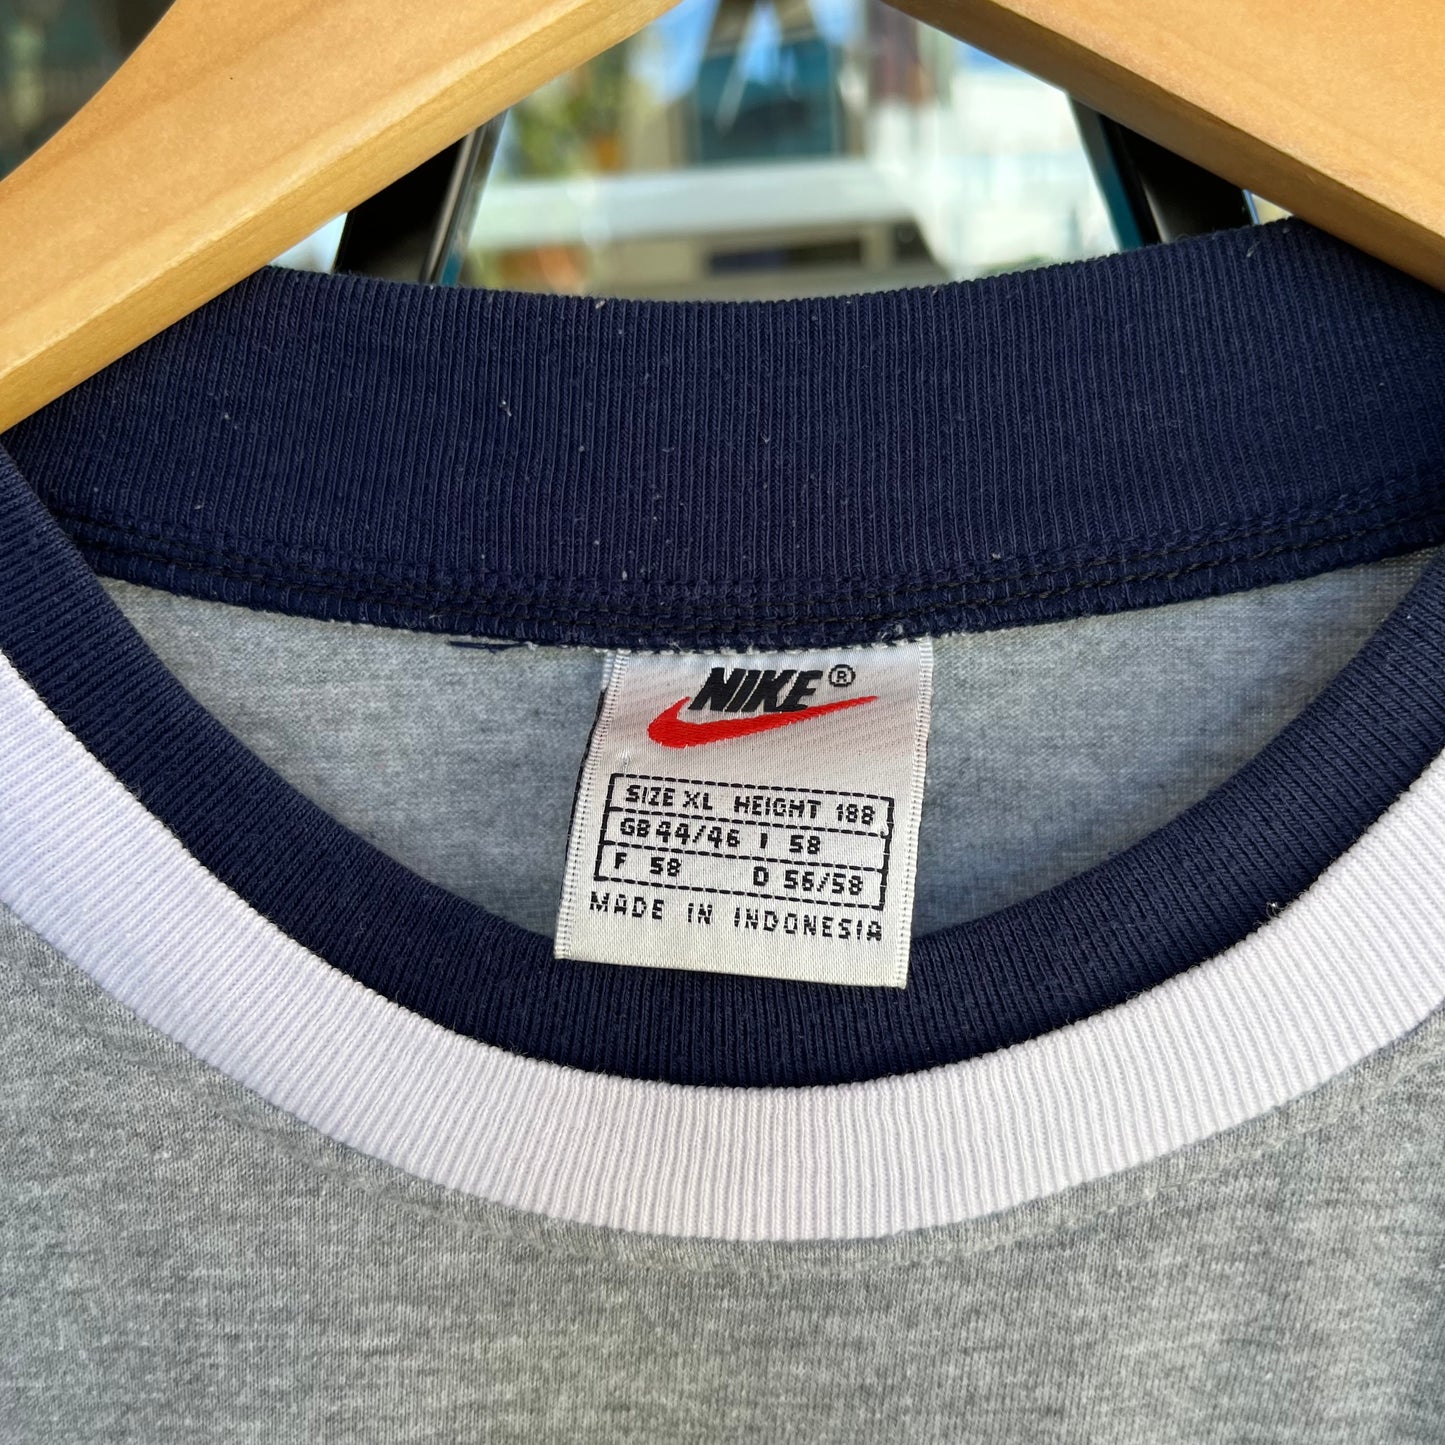 NIKE®
SIZE XL HEIGHT 188
GB 44/46 I 58
F 58 D 56/58
MADE IN INDONESIA